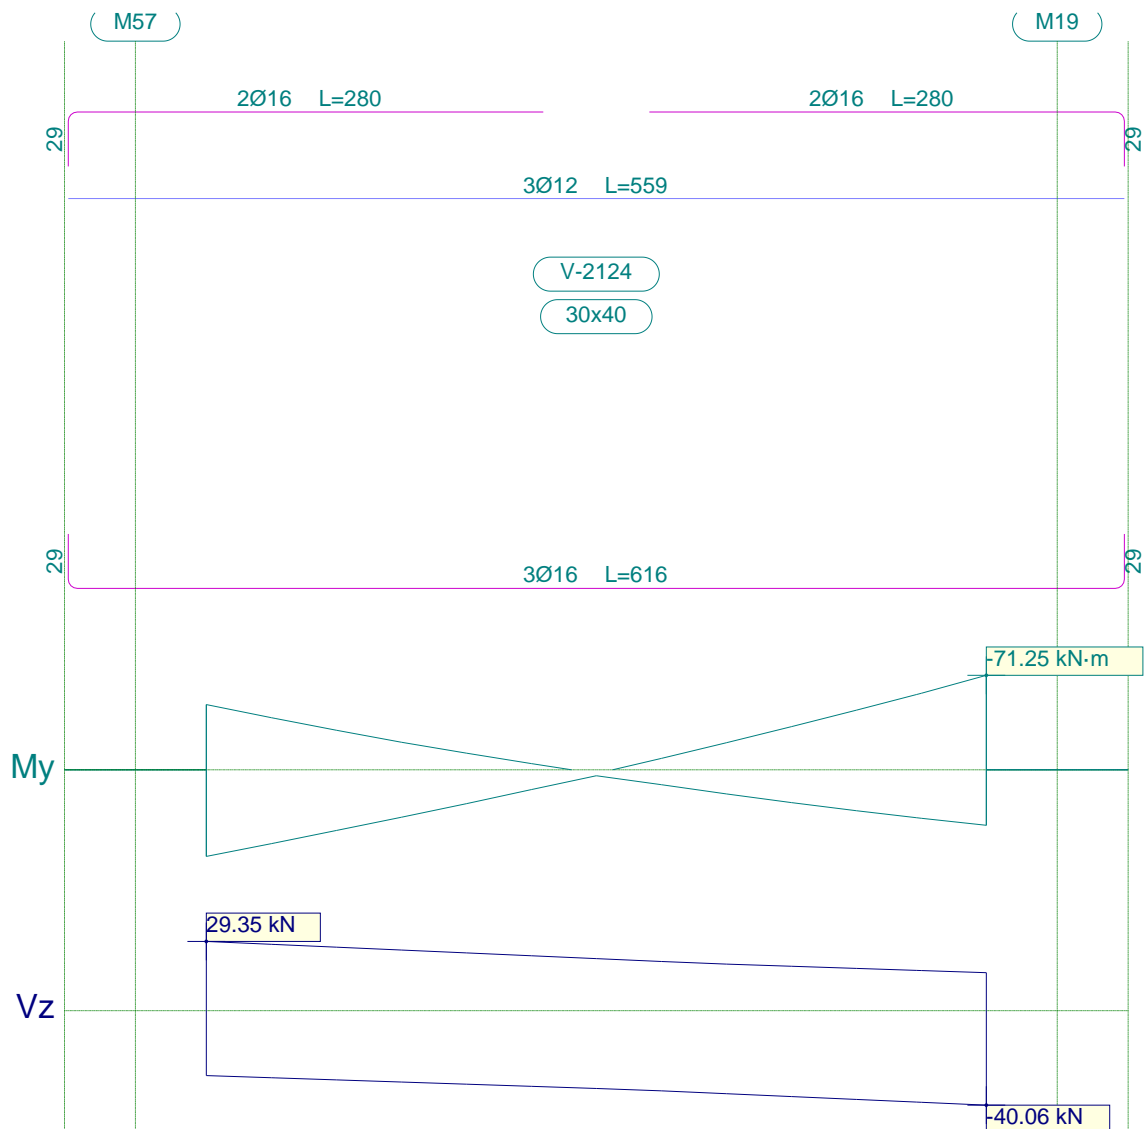 M57 M19
2Ø16 L=280 2Ø16 L=280
29 29
3Ø12 L=559
V-2124
30x40
29 29
3Ø16 L=616
-71.25 kN·m
My
29.35 kN
Vz
-40.06 kN